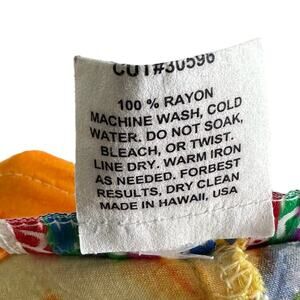 CUT#30596
100 % RAYON
MACHINE WASH, COLD
WATER. DO NOT SOAK,
BLEACH, OR TWIST.
LINE DRY. WARM IRON
AS NEEDED. FORBEST
RESULTS, DRY CLEAN
MADE IN HAWAII, USA